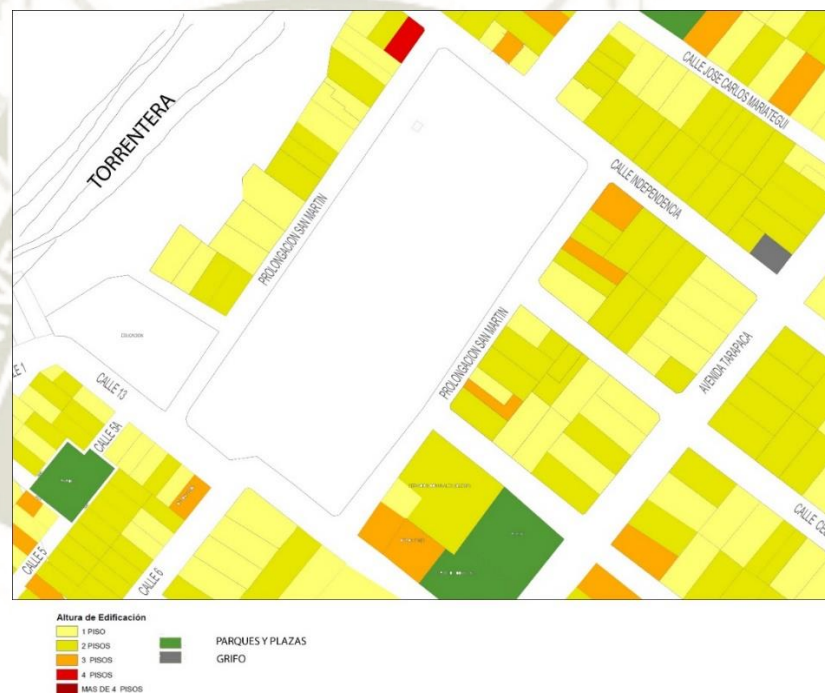 CALLE JOSE CARLOS MARIATEGUI
TORRENTERA
CALLE INDEPENDENCIA
PROLONGACION SAN MARTIN
PROLONGACION SAN MARTIN
AVENIDA TARAPACA
CALLE 13
CALLE 5A
CALLE 5
CALLE 6
Altura de Edificación
1 PISO
2 PISOS
3 PISOS
4 PISOS
MAS DE 4 PISOS
PARQUES Y PLAZAS
GRIFO